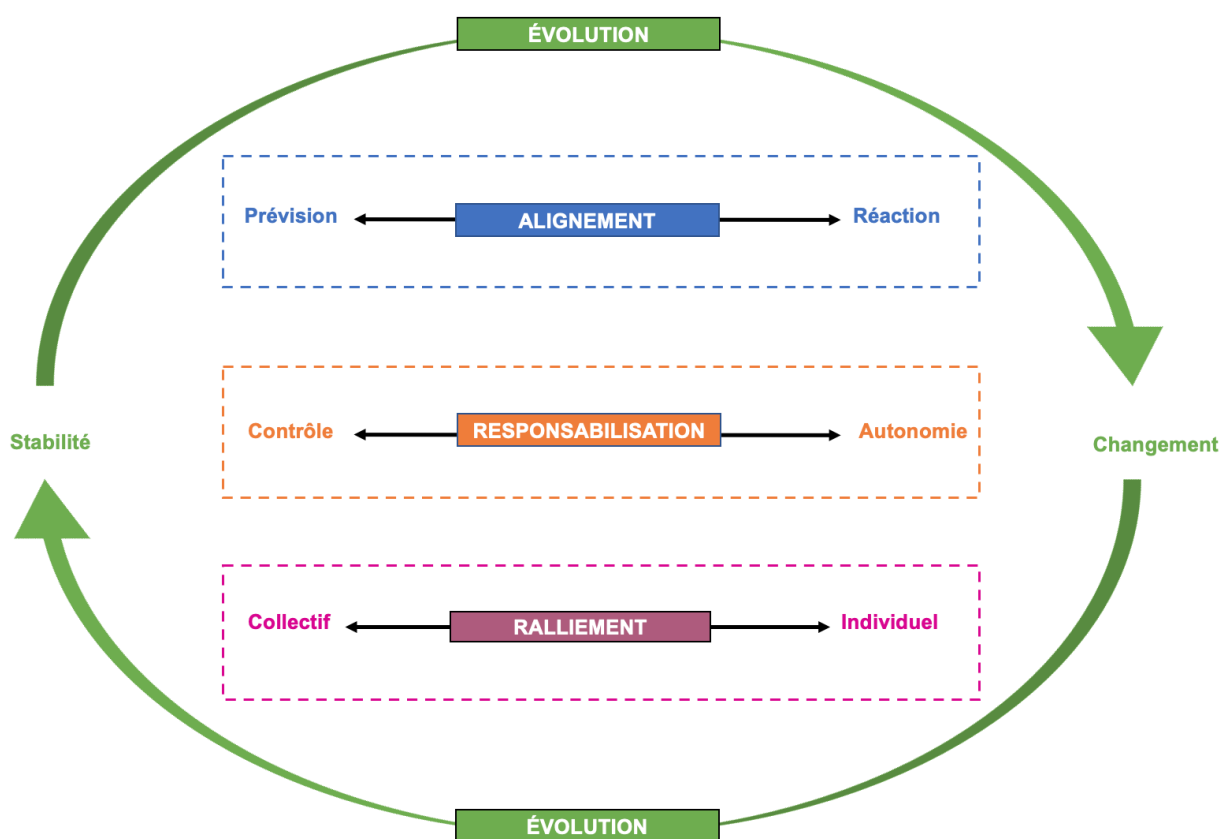 ÉVOLUTION
Prévision
ALIGNEMENT
Réaction
Contrôle
RESPONSABILISATION
Autonomie
Stabilité
Changement
Collectif
RALLIEMENT
Individuel
ÉVOLUTION